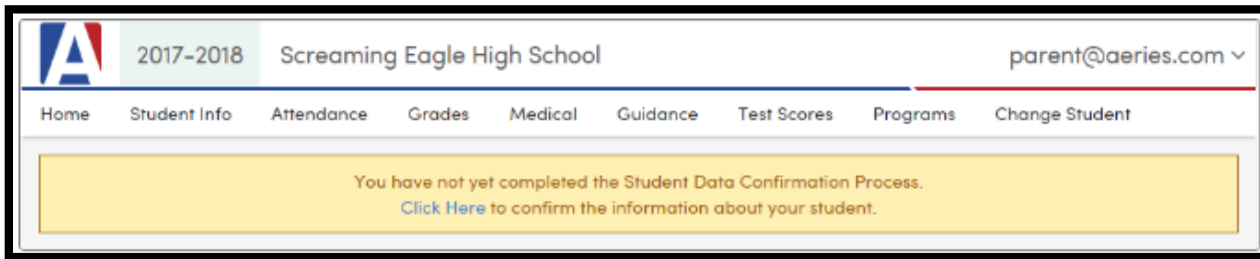 A 2017-2018 Screaming Eagle High School parent@aeries.com
Home Student Info Attendance Grades Medical Guidance Test Scores Programs Change Student
You have not yet completed the Student Data Confirmation Process.
Click Here to confirm the information about your student.